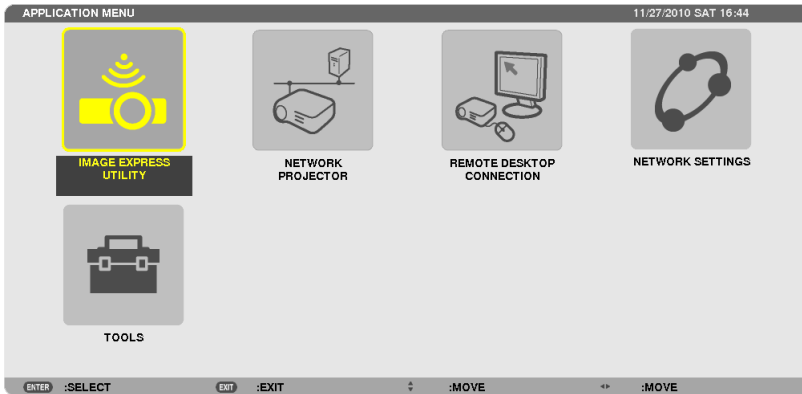 APPLICATION MENU 11/27/2010 SAT 16:44
IMAGE EXPRESS
UTILITY
NETWORK
PROJECTOR
REMOTE DESKTOP
CONNECTION
NETWORK SETTINGS
TOOLS
ENTER :SELECT EXIT :EXIT :MOVE :MOVE